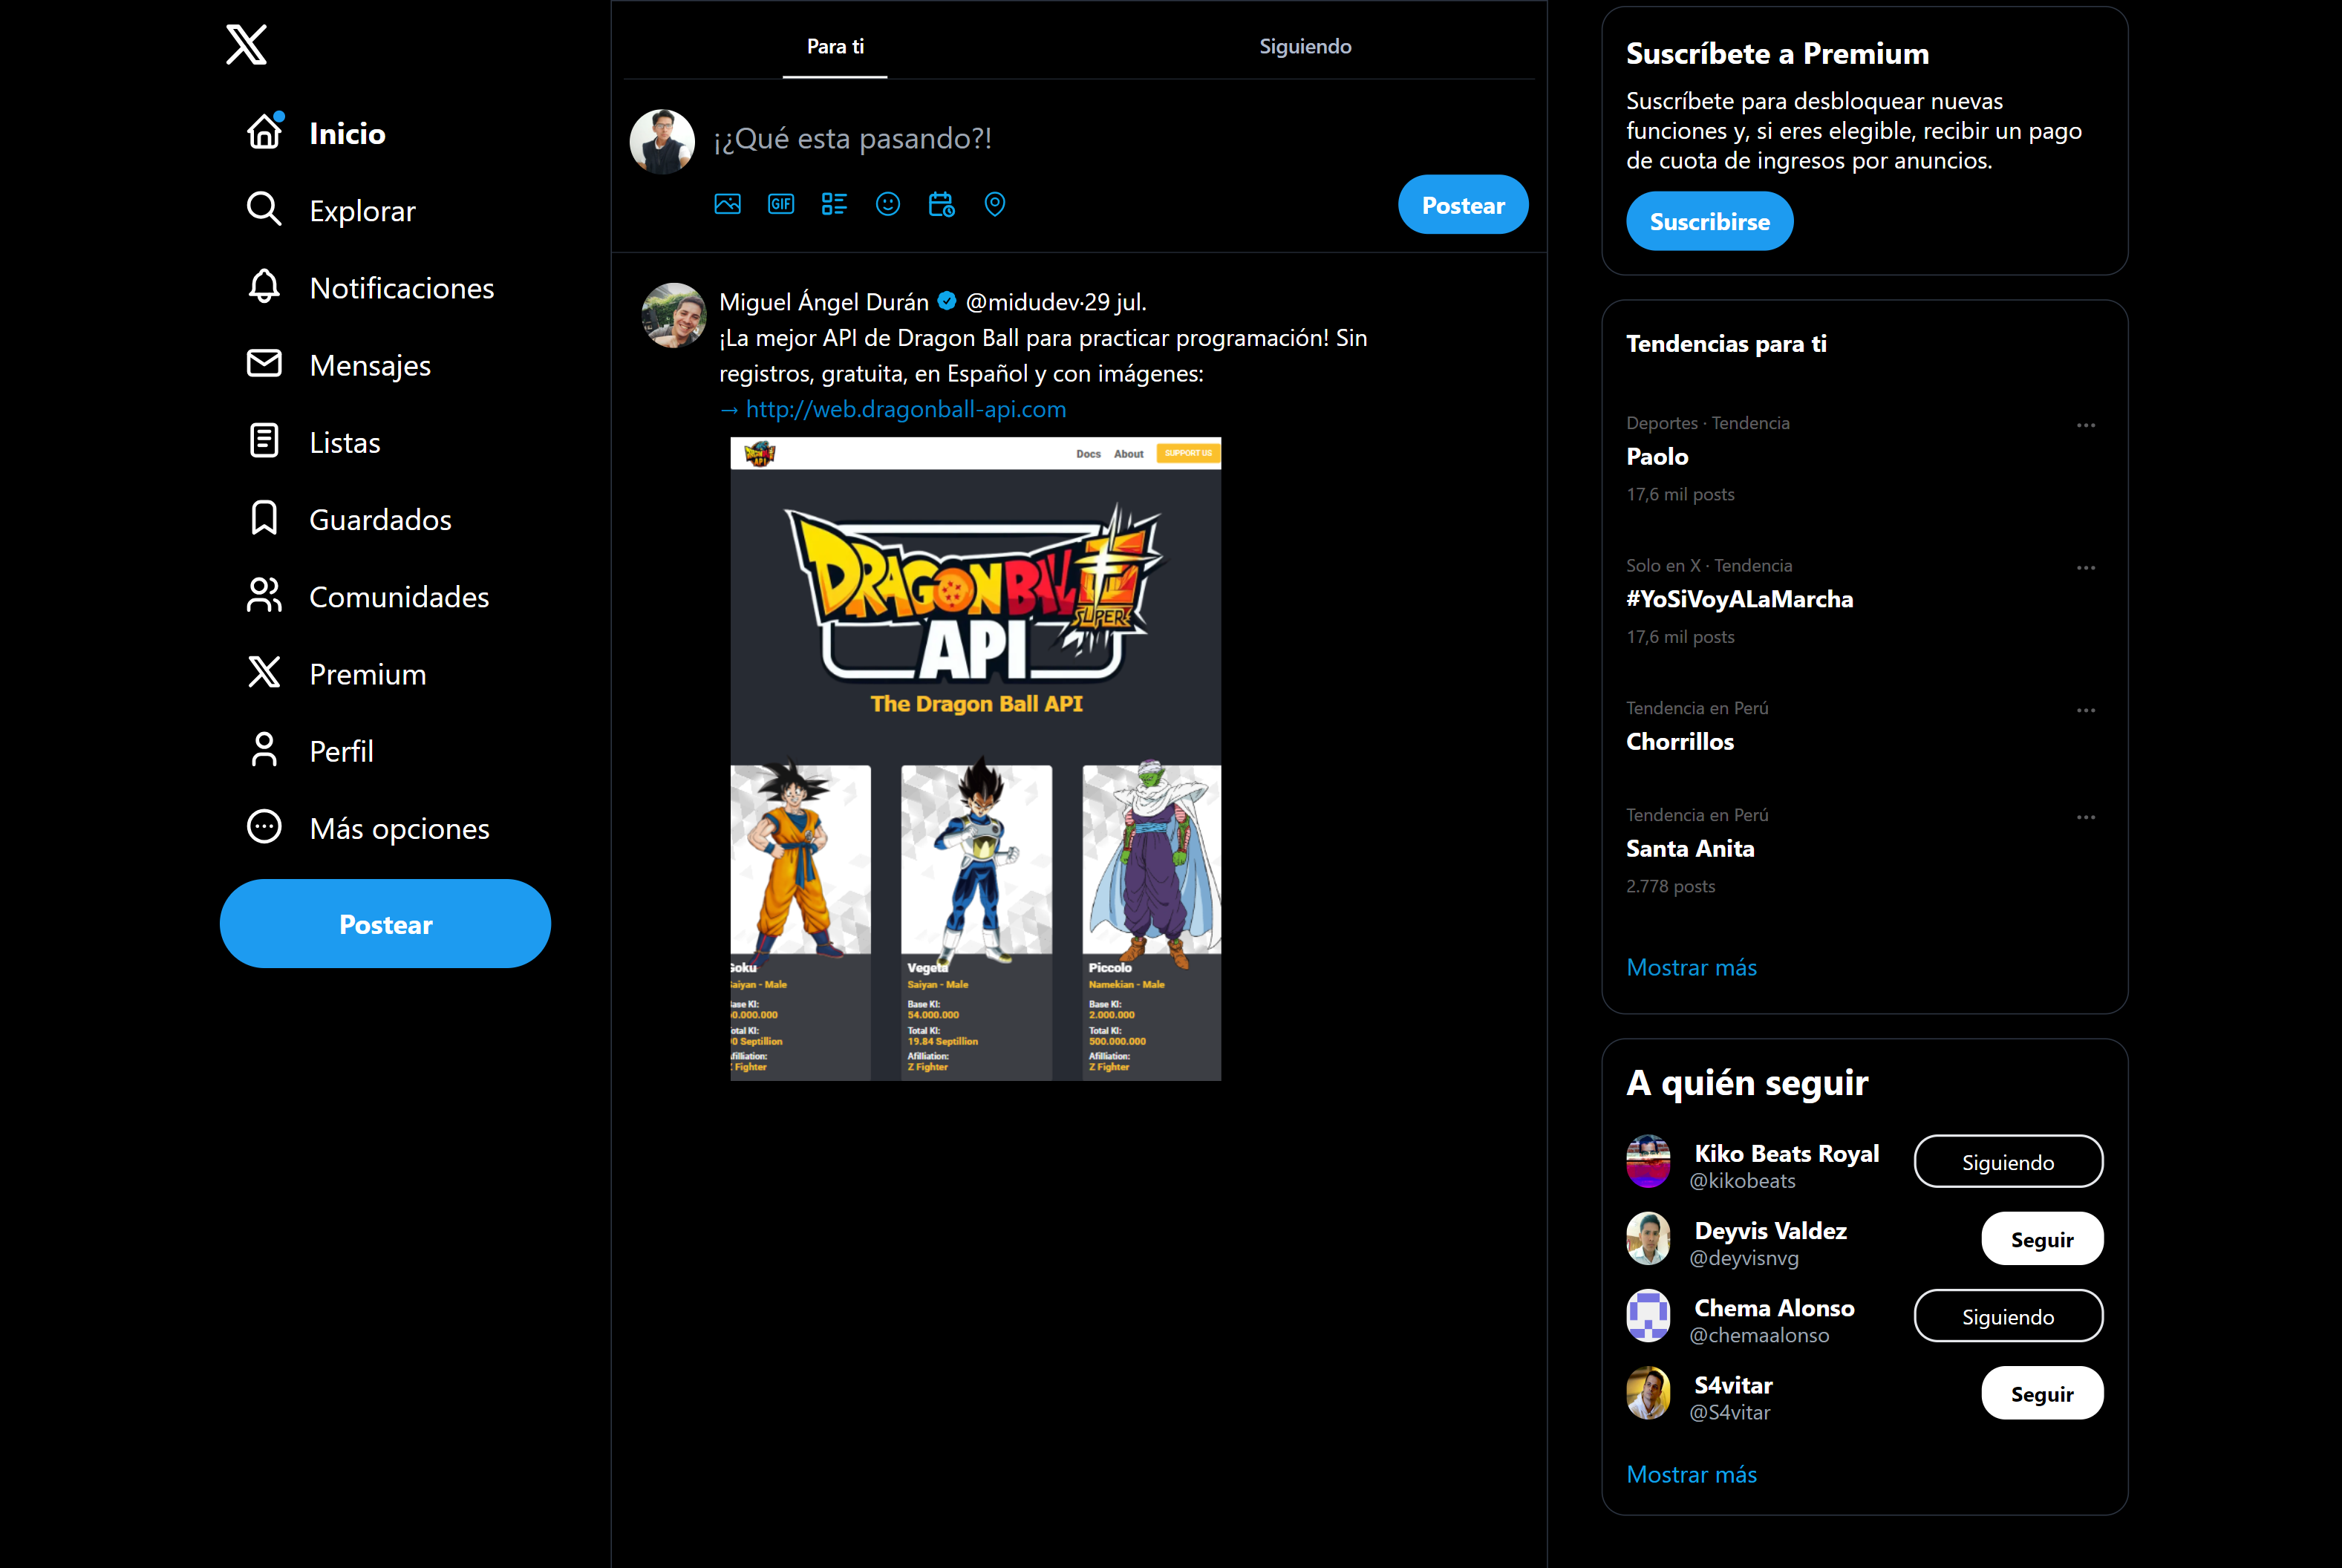 Inicio
Explorar
Notificaciones
Mensajes
Listas
Guardados
Comunidades
Premium
Perfil
Más opciones
Postear
Para ti
Siguiendo
¡¿Qué esta pasando?!
GIF
Postear
Miguel Ángel Durán @midudev·29 jul.
¡La mejor API de Dragon Ball para practicar programación! Sin
registros, gratuita, en Español y con imágenes:
→ http://web.dragonball-api.com
Docs About SUPPORT US
DRAGON BALL
SUPER
API
The Dragon Ball API
Goku
Saiyan - Male
Base KI:
0.000.000
Total KI:
0 Septillion
Afilliation:
Z Fighter
Vegeta
Saiyan - Male
Base KI:
54.000.000
Total KI:
19.84 Septillion
Afilliation:
Z Fighter
Piccolo
Namekian - Male
Base KI:
2.000.000
Total KI:
500.000.000
Afilliation:
Z Fighter
Suscríbete a Premium
Suscríbete para desbloquear nuevas
funciones y, si eres elegible, recibir un pago
de cuota de ingresos por anuncios.
Suscribirse
Tendencias para ti
Deportes · Tendencia
Paolo
17,6 mil posts
Solo en X · Tendencia
#YoSiVoyALaMarcha
17,6 mil posts
Tendencia en Perú
Chorrillos
Tendencia en Perú
Santa Anita
2.778 posts
Mostrar más
A quién seguir
Kiko Beats Royal
@kikobeats
Siguiendo
Deyvis Valdez
@deyvisnvg
Seguir
Chema Alonso
@chemaalonso
Siguiendo
S4vitar
@S4vitar
Seguir
Mostrar más